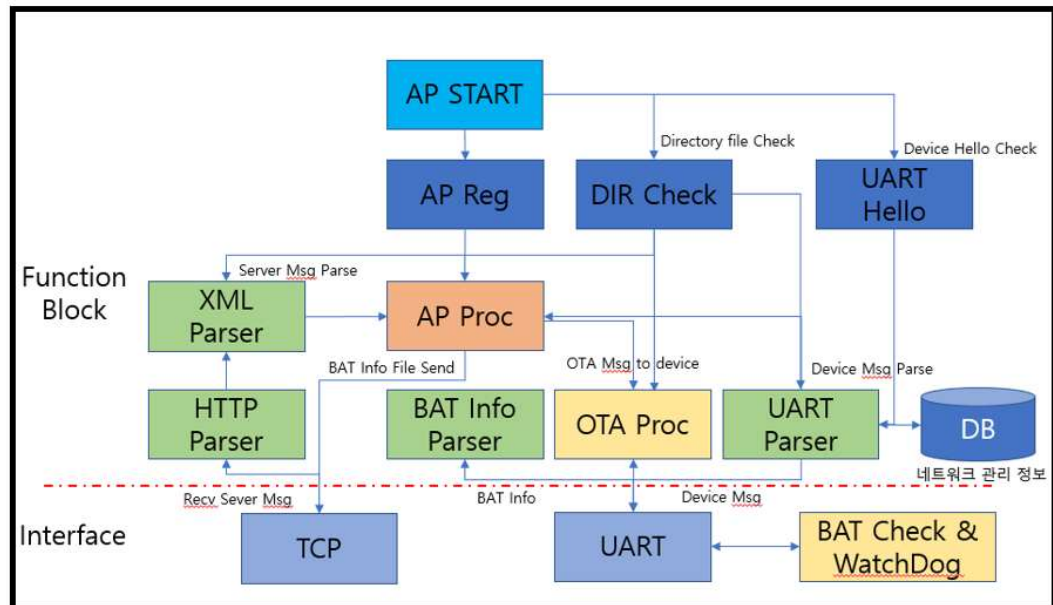 AP START
Directory file Check
Device Hello Check
AP Reg
DIR Check
UART
Hello
Function
Block
Server Msg Parse
XML
Parser
AP Proc
BAT Info File Send
OTA Msg to device
Device Msg Parse
HTTP
Parser
BAT Info
Parser
OTA Proc
UART
Parser
DB
네트워크 관리 정보
Interface
Recv Sever Msg
BAT Info
Device Msg
TCP
UART
BAT Check &
WatchDog